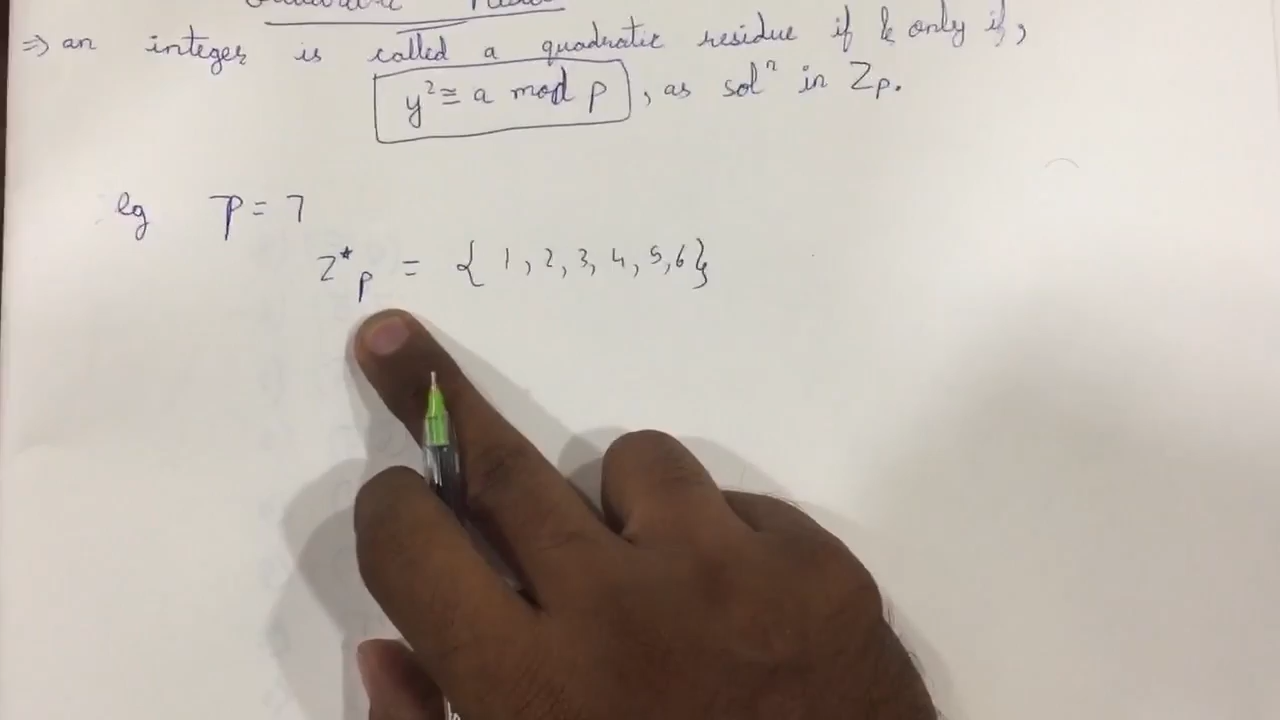 ⇒ an integer is called a quadratic residue if & only if,
y² ≅ a mod p , as solⁿ in Zp.
eg P = 7
Z*p = { 1, 2, 3, 4, 5, 6}